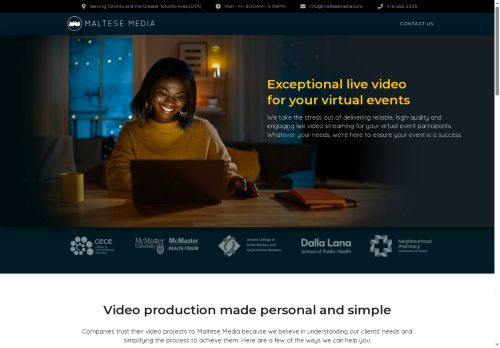 Serving Toronto and the Greater Toronto Area (GTA)
Mon - Fri 8:30AM - 4:00PM
info@maltesemedia.com
416.655.2335
MALTESE MEDIA
CONTACT US
Exceptional live video
for your virtual events
We take the stress out of delivering reliable, high-quality and
engaging live video streaming for your virtual event participants.
Whatever your needs, we're here to ensure your event is a success.
cece
McMaster
University
McMaster
HEALTH FORUM
Ontario College of
Social Workers and
Social Service Workers
Dalla Lana
School of Public Health
Neighbourhood
Pharmacy
Association of Canada
Video production made personal and simple
Companies trust their video projects to Maltese Media because we believe in understanding our clients' needs and
simplifying the process to achieve them. Here are a few of the ways we can help you.